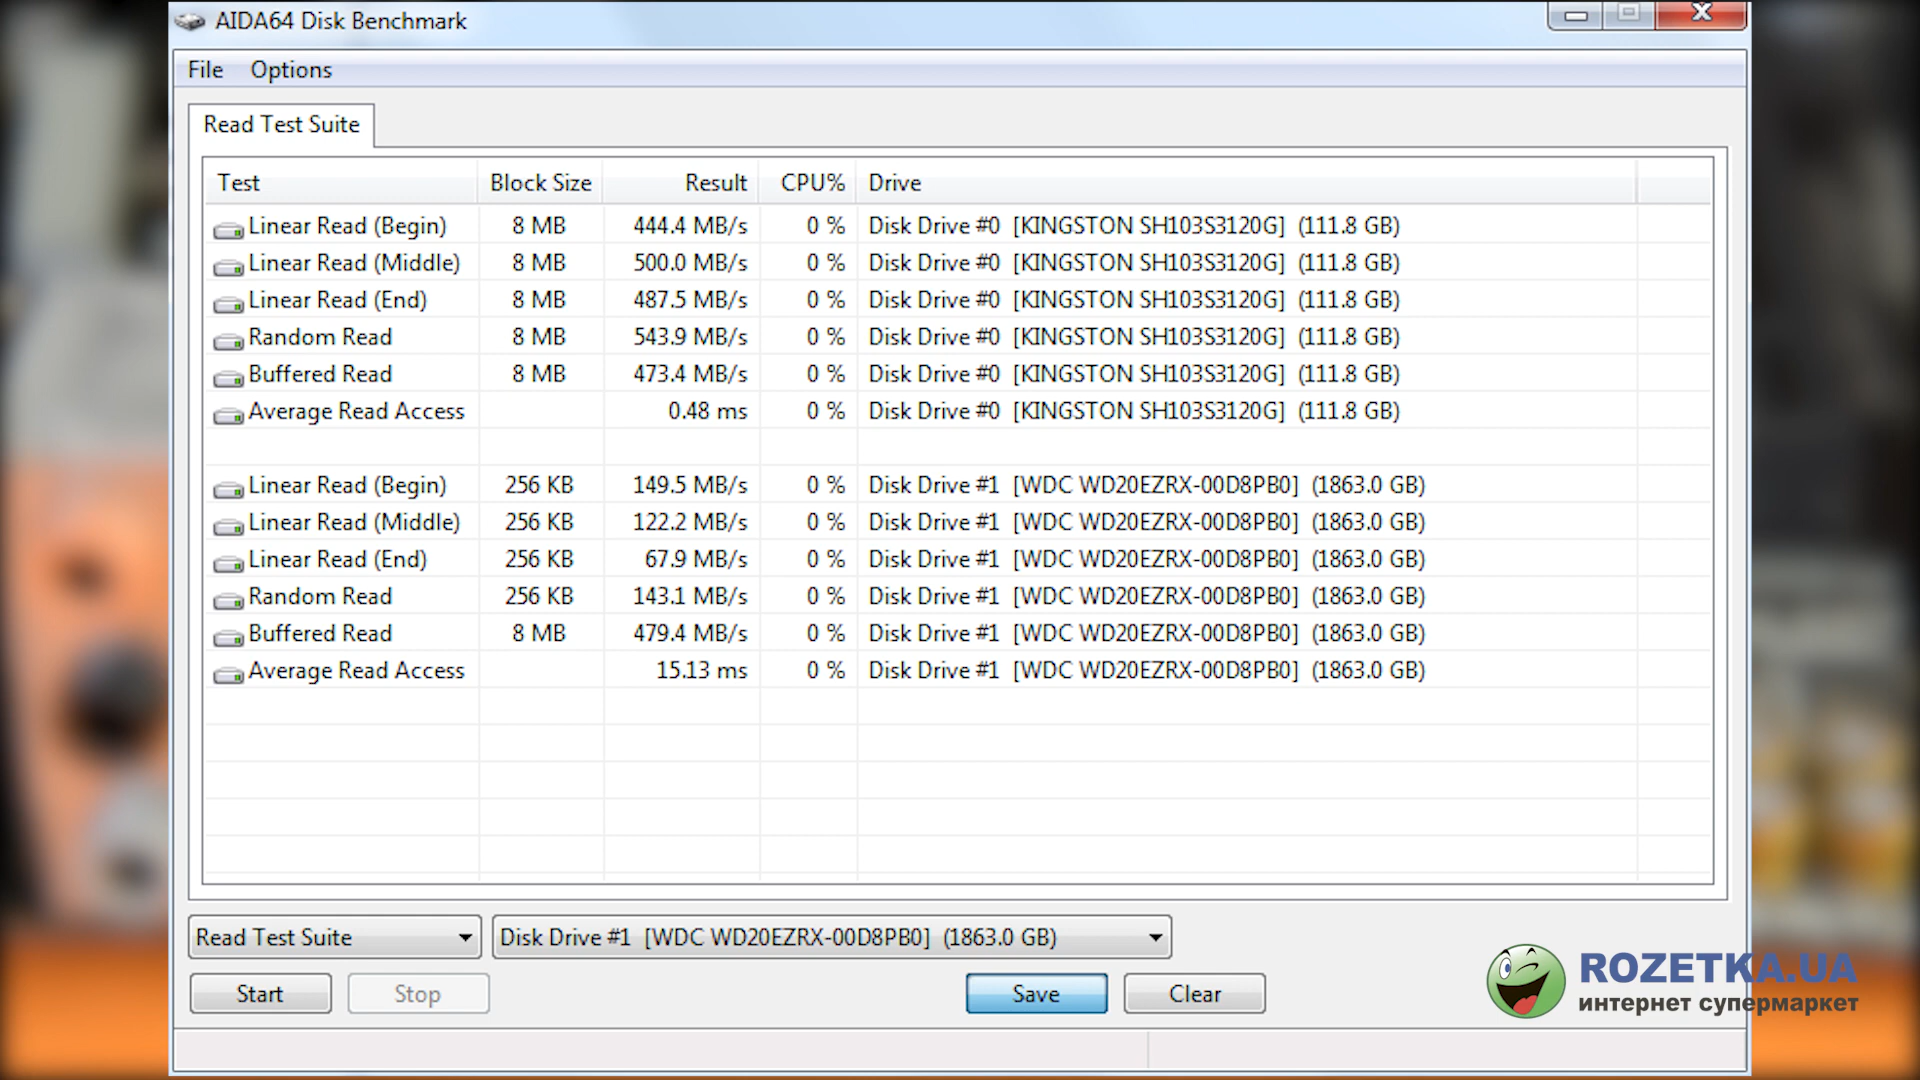 AIDA64 Disk Benchmark
File Options
Read Test Suite
Test Block Size Result CPU% Drive
Linear Read (Begin) 8 MB 444.4 MB/s 0 % Disk Drive #0 [KINGSTON SH103S3120G] (111.8 GB)
Linear Read (Middle) 8 MB 500.0 MB/s 0 % Disk Drive #0 [KINGSTON SH103S3120G] (111.8 GB)
Linear Read (End) 8 MB 487.5 MB/s 0 % Disk Drive #0 [KINGSTON SH103S3120G] (111.8 GB)
Random Read 8 MB 543.9 MB/s 0 % Disk Drive #0 [KINGSTON SH103S3120G] (111.8 GB)
Buffered Read 8 MB 473.4 MB/s 0 % Disk Drive #0 [KINGSTON SH103S3120G] (111.8 GB)
Average Read Access 0.48 ms 0 % Disk Drive #0 [KINGSTON SH103S3120G] (111.8 GB)
Linear Read (Begin) 256 KB 149.5 MB/s 0 % Disk Drive #1 [WDC WD20EZRX-00D8PB0] (1863.0 GB)
Linear Read (Middle) 256 KB 122.2 MB/s 0 % Disk Drive #1 [WDC WD20EZRX-00D8PB0] (1863.0 GB)
Linear Read (End) 256 KB 67.9 MB/s 0 % Disk Drive #1 [WDC WD20EZRX-00D8PB0] (1863.0 GB)
Random Read 256 KB 143.1 MB/s 0 % Disk Drive #1 [WDC WD20EZRX-00D8PB0] (1863.0 GB)
Buffered Read 8 MB 479.4 MB/s 0 % Disk Drive #1 [WDC WD20EZRX-00D8PB0] (1863.0 GB)
Average Read Access 15.13 ms 0 % Disk Drive #1 [WDC WD20EZRX-00D8PB0] (1863.0 GB)
Read Test Suite Disk Drive #1 [WDC WD20EZRX-00D8PB0] (1863.0 GB)
Start Stop Save Clear
ROZETKA.UA
интернет супермаркет